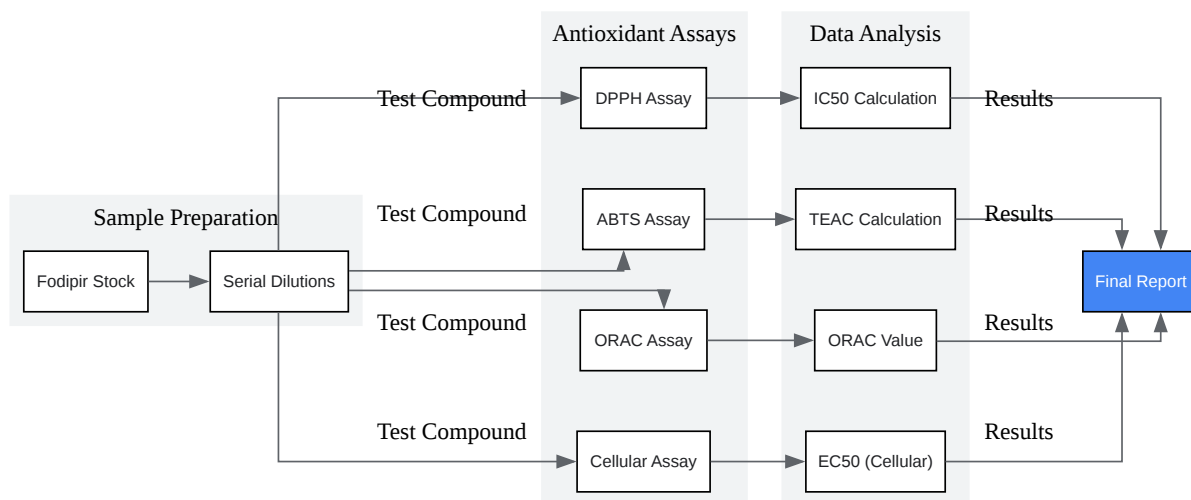 Antioxidant Assays
Data Analysis
Test Compound
DPPH Assay
IC50 Calculation
Results
Sample Preparation
Test Compound
ABTS Assay
TEAC Calculation
Results
Fodipir Stock
Serial Dilutions
Final Report
Test Compound
ORAC Assay
ORAC Value
Results
Test Compound
Cellular Assay
EC50 (Cellular)
Results